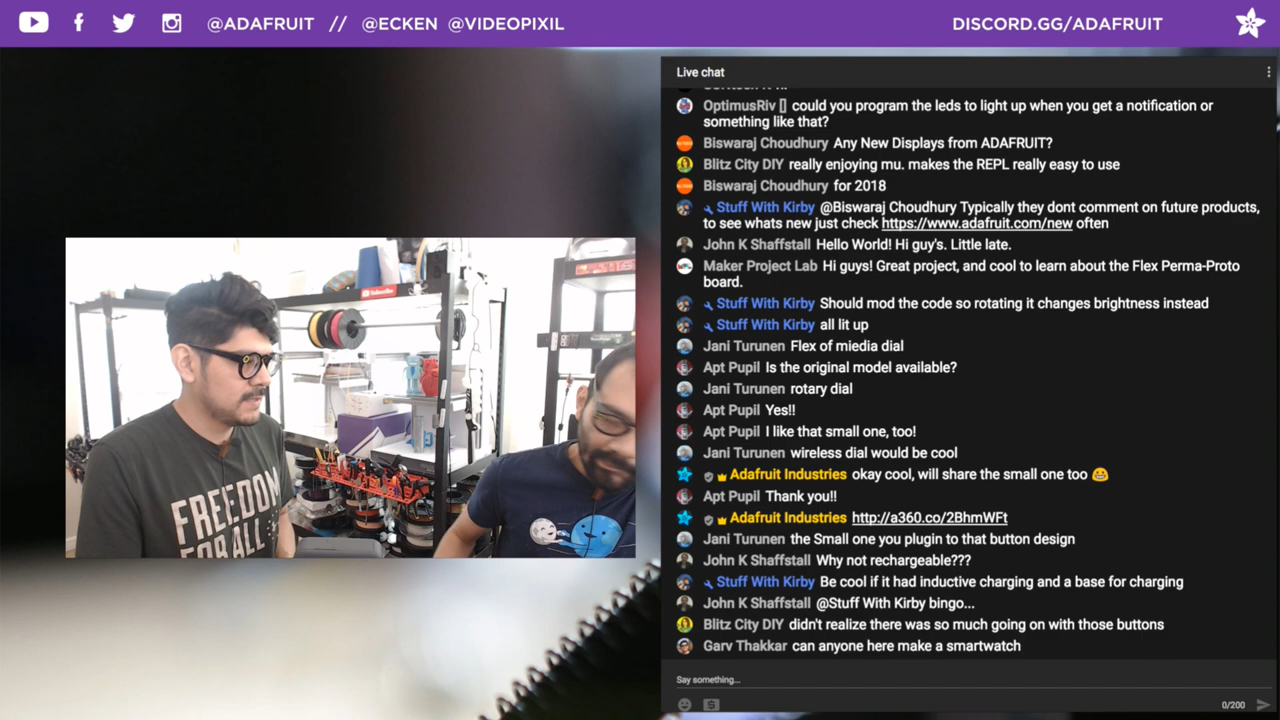 @ADAFRUIT // @ECKEN @VIDEOPIXIL
DISCORD.GG/ADAFRUIT
Live chat
OptimusRiv [] could you program the leds to light up when you get a notification or
something like that?
Biswaraj Choudhury Any New Displays from ADAFRUIT?
Blitz City DIY really enjoying mu. makes the REPL really easy to use
Biswaraj Choudhury for 2018
Stuff With Kirby @Biswaraj Choudhury Typically they dont comment on future products,
to see whats new just check https://www.adafruit.com/new often
John K Shaffstall Hello World! Hi guy's. Little late.
Maker Project Lab Hi guys! Great project, and cool to learn about the Flex Perma-Proto
board.
Stuff With Kirby Should mod the code so rotating it changes brightness instead
Stuff With Kirby all lit up
Jani Turunen Flex of miedia dial
Apt Pupil Is the original model available?
Jani Turunen rotary dial
Apt Pupil Yes!!
Apt Pupil I like that small one, too!
Jani Turunen wireless dial would be cool
Adafruit Industries okay cool, will share the small one too 😀
Apt Pupil Thank you!!
Adafruit Industries http://a360.co/2BhmWFt
Jani Turunen the Small one you plugin to that button design
John K Shaffstall Why not rechargeable???
Stuff With Kirby Be cool if it had inductive charging and a base for charging
John K Shaffstall @Stuff With Kirby bingo...
Blitz City DIY didn't realize there was so much going on with those buttons
Garv Thakkar can anyone here make a smartwatch
Say something...
0/200
Subscribe
FREEDOM
FOR ALL